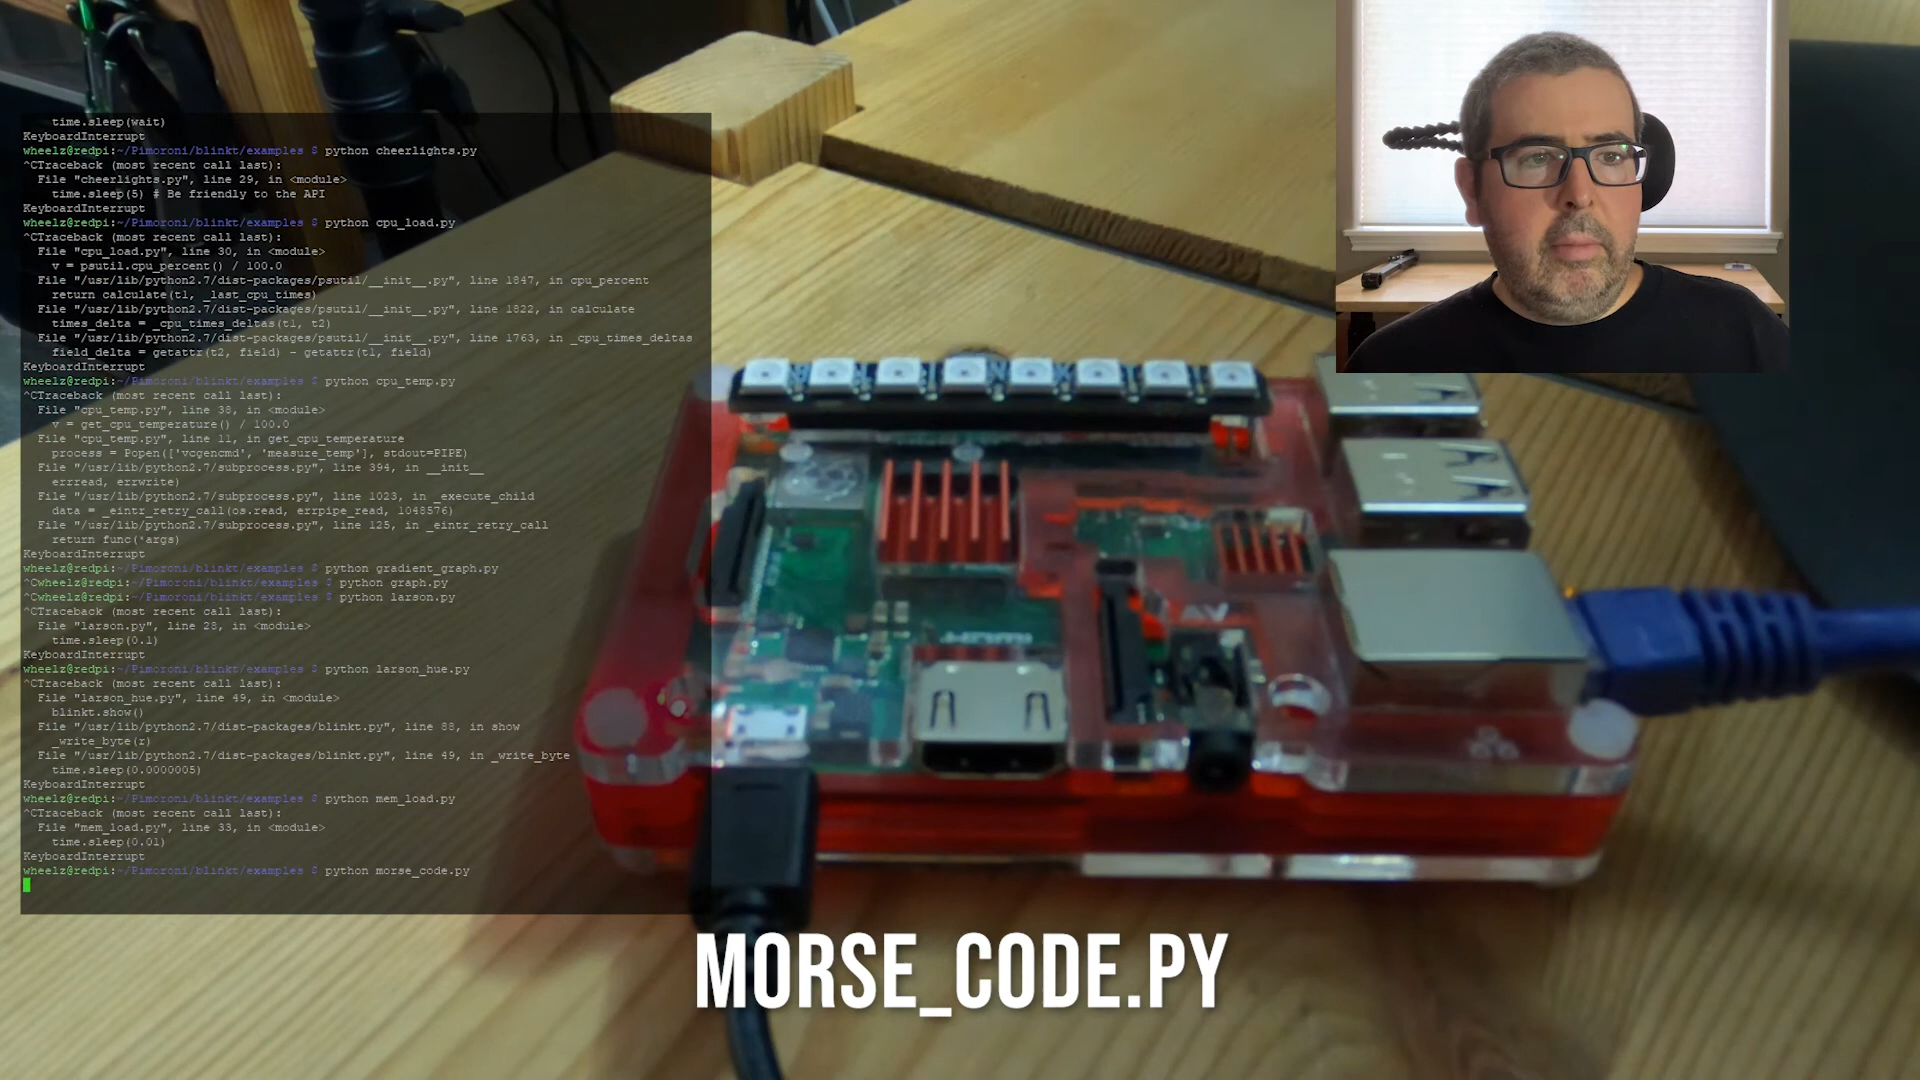 time.sleep(wait)
KeyboardInterrupt
wheelz@redpi:~/Pimoroni/blinkt/examples $ python cheerlights.py
^CTraceback (most recent call last):
  File "cheerlights.py", line 29, in <module>
    time.sleep(5) # Be friendly to the API
KeyboardInterrupt
wheelz@redpi:~/Pimoroni/blinkt/examples $ python cpu_load.py
^CTraceback (most recent call last):
  File "cpu_load.py", line 30, in <module>
    v = psutil.cpu_percent() / 100.0
  File "/usr/lib/python2.7/dist-packages/psutil/__init__.py", line 1847, in cpu_percent
    return calculate(t1, _last_cpu_times)
  File "/usr/lib/python2.7/dist-packages/psutil/__init__.py", line 1822, in calculate
    times_delta = _cpu_times_deltas(t1, t2)
  File "/usr/lib/python2.7/dist-packages/psutil/__init__.py", line 1763, in _cpu_times_deltas
    field_delta = getattr(t2, field) - getattr(t1, field)
KeyboardInterrupt
wheelz@redpi:~/Pimoroni/blinkt/examples $ python cpu_temp.py
^CTraceback (most recent call last):
  File "cpu_temp.py", line 38, in <module>
    v = get_cpu_temperature() / 100.0
  File "cpu_temp.py", line 11, in get_cpu_temperature
    process = Popen(['vcgencmd', 'measure_temp'], stdout=PIPE)
  File "/usr/lib/python2.7/subprocess.py", line 394, in __init__
    errread, errwrite)
  File "/usr/lib/python2.7/subprocess.py", line 1023, in _execute_child
    data = _eintr_retry_call(os.read, errpipe_read, 1048576)
  File "/usr/lib/python2.7/subprocess.py", line 125, in _eintr_retry_call
    return func(*args)
KeyboardInterrupt
wheelz@redpi:~/Pimoroni/blinkt/examples $ python gradient_graph.py
^Cwheelz@redpi:~/Pimoroni/blinkt/examples $ python graph.py
^Cwheelz@redpi:~/Pimoroni/blinkt/examples $ python larson.py
^CTraceback (most recent call last):
  File "larson.py", line 28, in <module>
    time.sleep(0.1)
KeyboardInterrupt
wheelz@redpi:~/Pimoroni/blinkt/examples $ python larson_hue.py
^CTraceback (most recent call last):
  File "larson_hue.py", line 49, in <module>
    blinkt.show()
  File "/usr/lib/python2.7/dist-packages/blinkt.py", line 88, in show
    _write_byte(r)
  File "/usr/lib/python2.7/dist-packages/blinkt.py", line 49, in _write_byte
    time.sleep(0.0000005)
KeyboardInterrupt
wheelz@redpi:~/Pimoroni/blinkt/examples $ python mem_load.py
^CTraceback (most recent call last):
  File "mem_load.py", line 33, in <module>
    time.sleep(0.01)
KeyboardInterrupt
wheelz@redpi:~/Pimoroni/blinkt/examples $ python morse_code.py
AV
HDMI
MORSE_CODE.PY